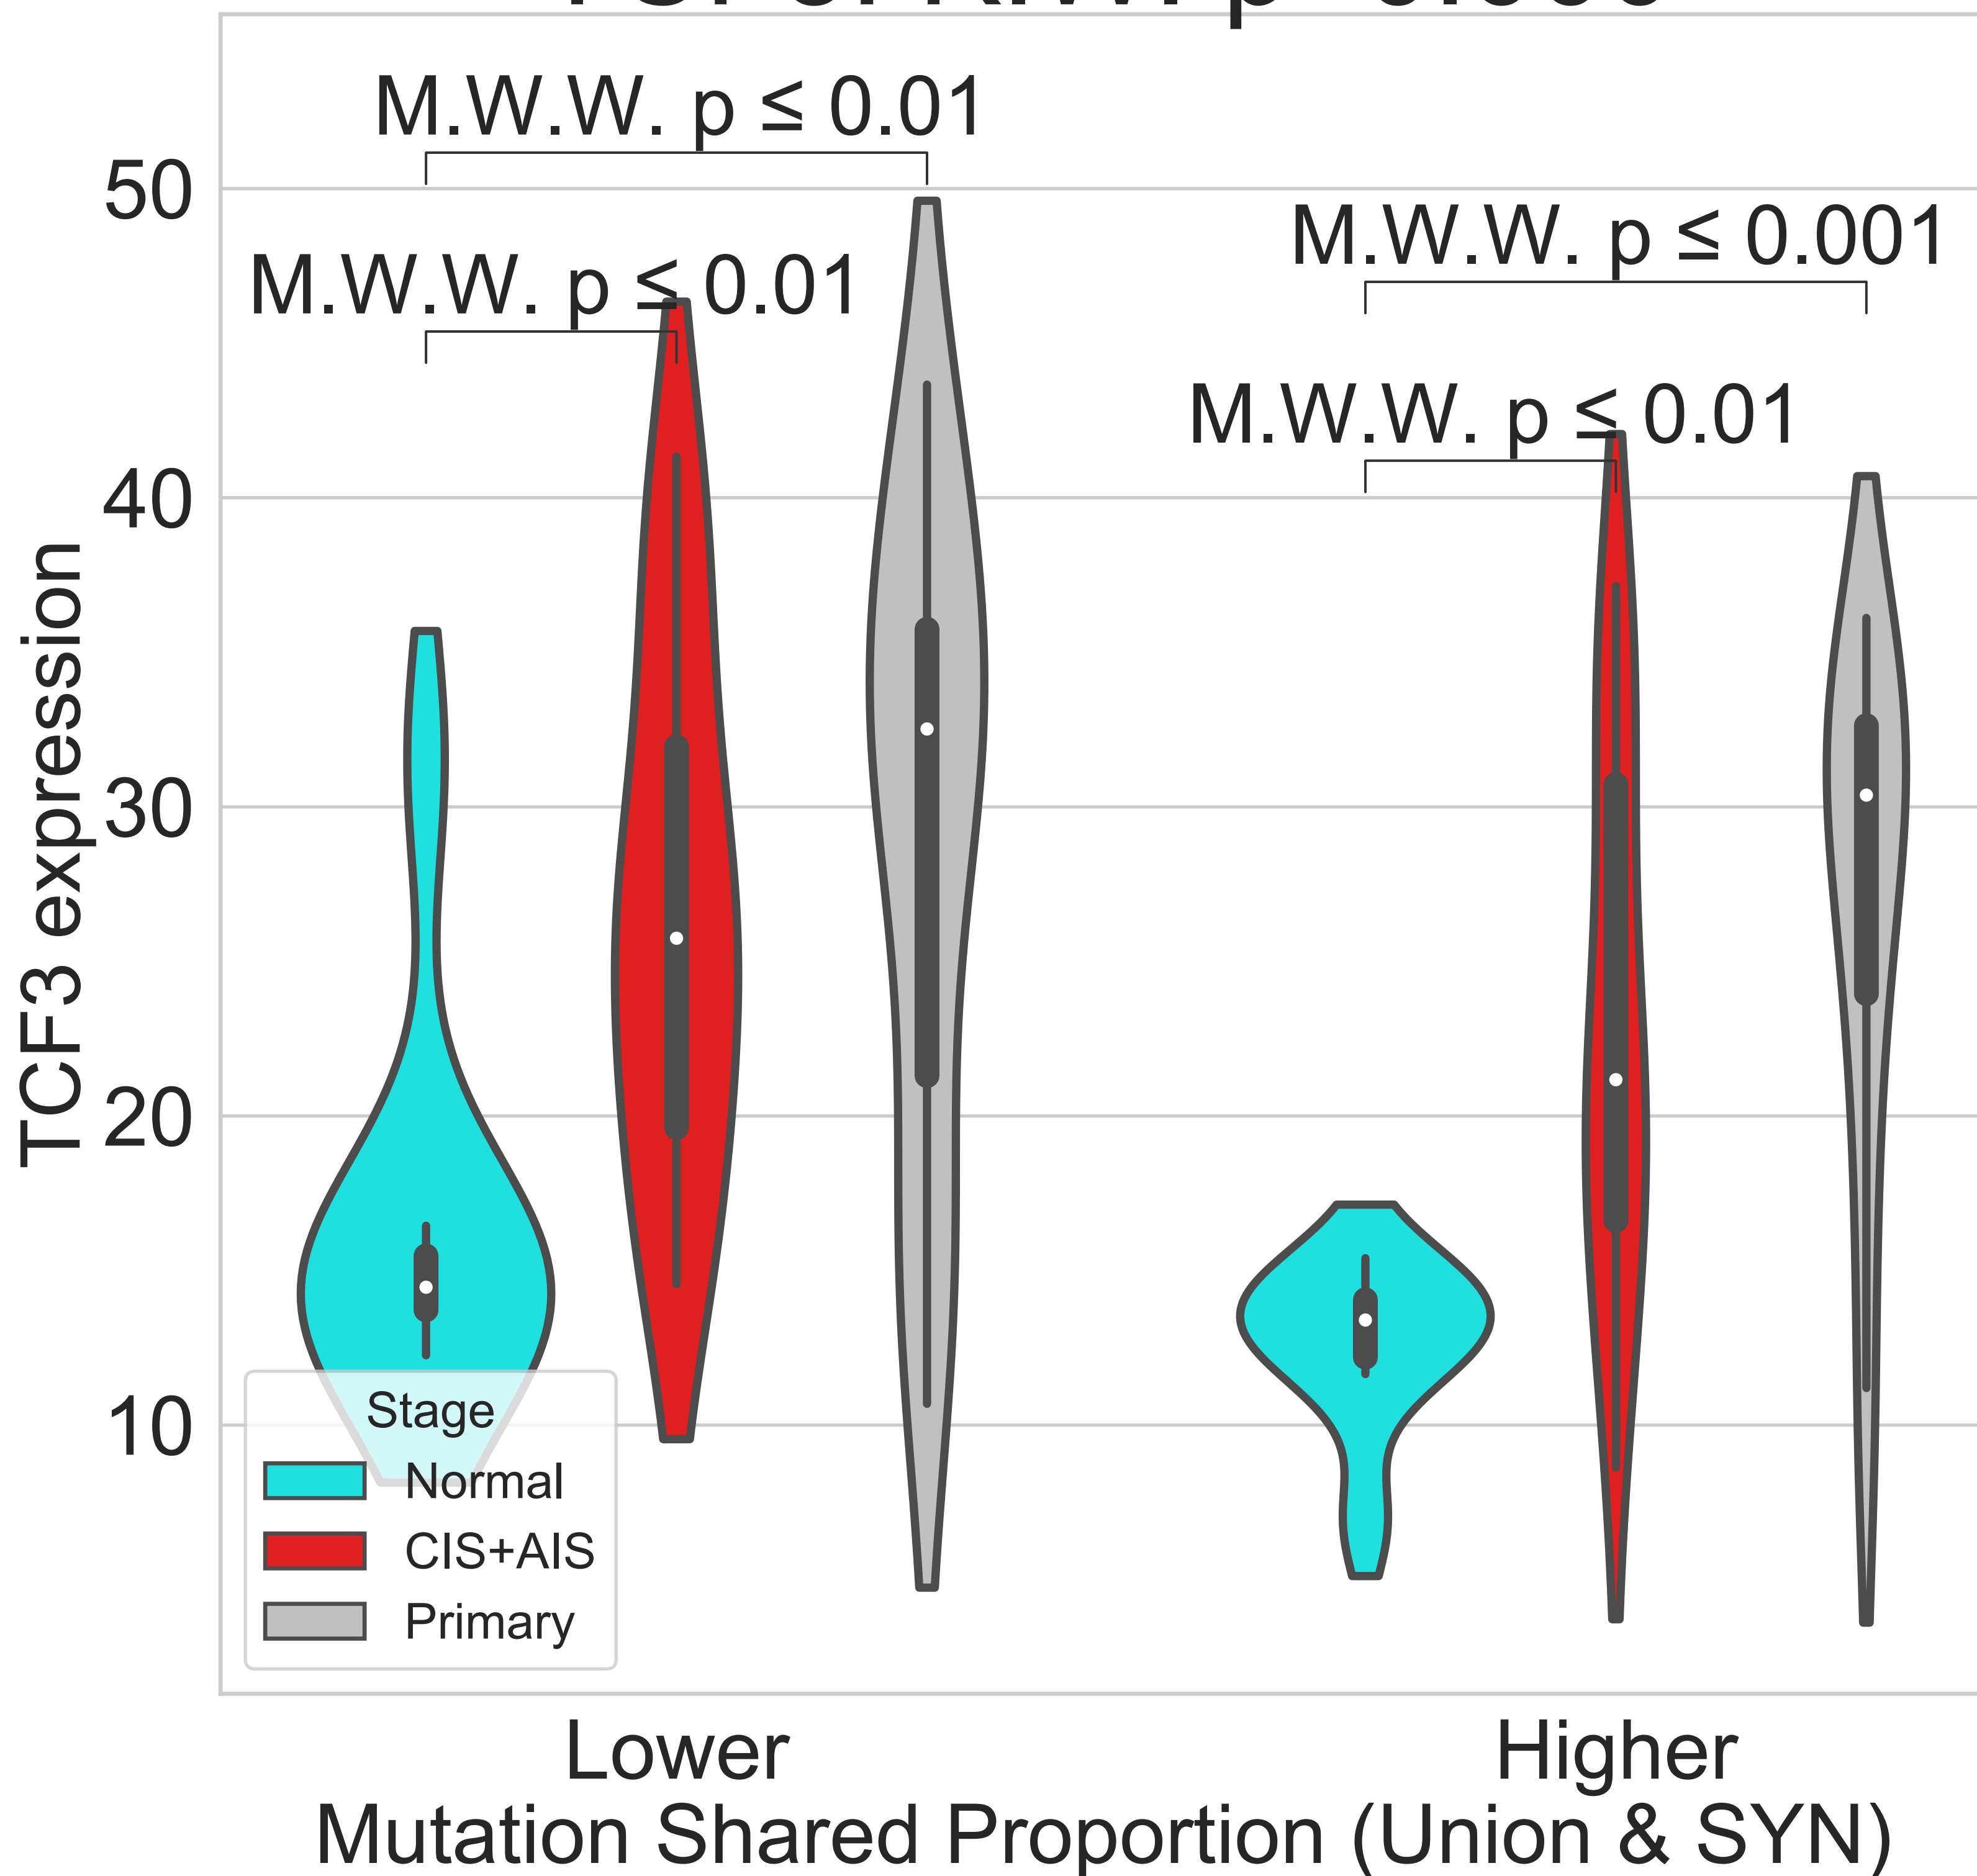 M.W.W. p ≤ 0.01
50
M.W.W. p ≤ 0.001
M.W.W. p ≤ 0.01
M.W.W. p ≤ 0.01
40
30
20
10
TCF3 expression
Stage
Normal
CIS+AIS
Primary
Lower
Higher
Mutation Shared Proportion (Union & SYN)